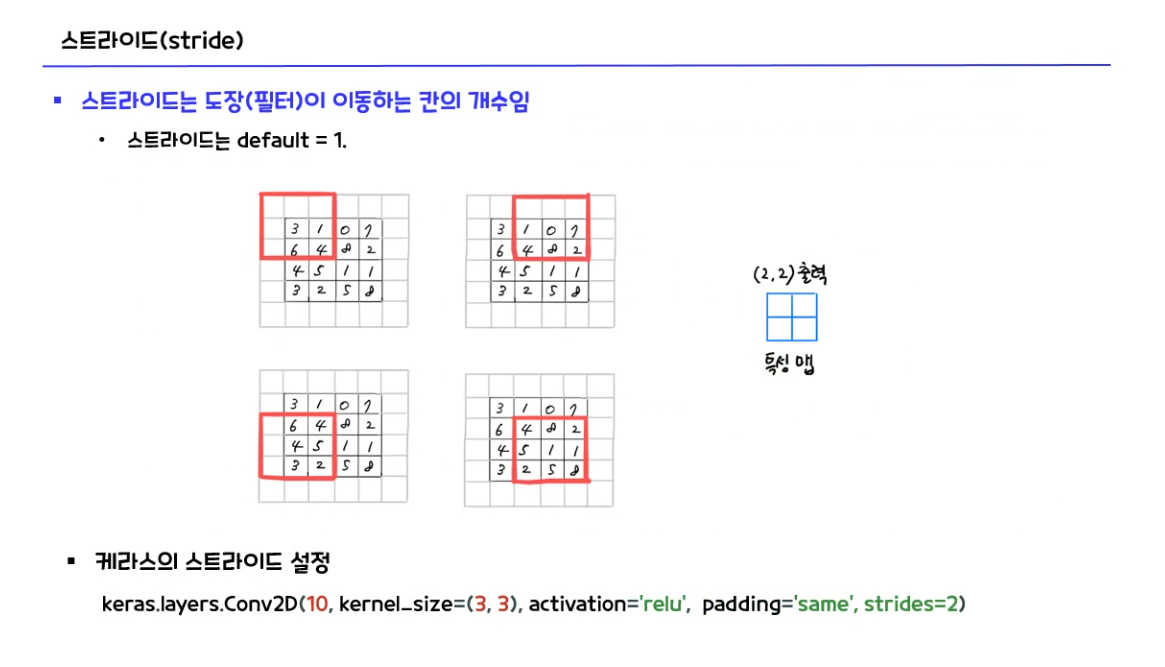 스트라이드(stride)
▪ 스트라이드는 도장(필터)이 이동하는 칸의 개수임
• 스트라이드는 default = 1.
3 1 0 7
6 4 8 2
4 5 1 1
3 2 5 8
3 1 0 7
6 4 8 2
4 5 1 1
3 2 5 8
(2,2) 출력
특성 맵
3 1 0 7
6 4 8 2
4 5 1 1
3 2 5 8
3 1 0 7
6 4 8 2
4 5 1 1
3 2 5 8
▪ 케라스의 스트라이드 설정
keras.layers.Conv2D(10, kernel_size=(3, 3), activation='relu', padding='same', strides=2)